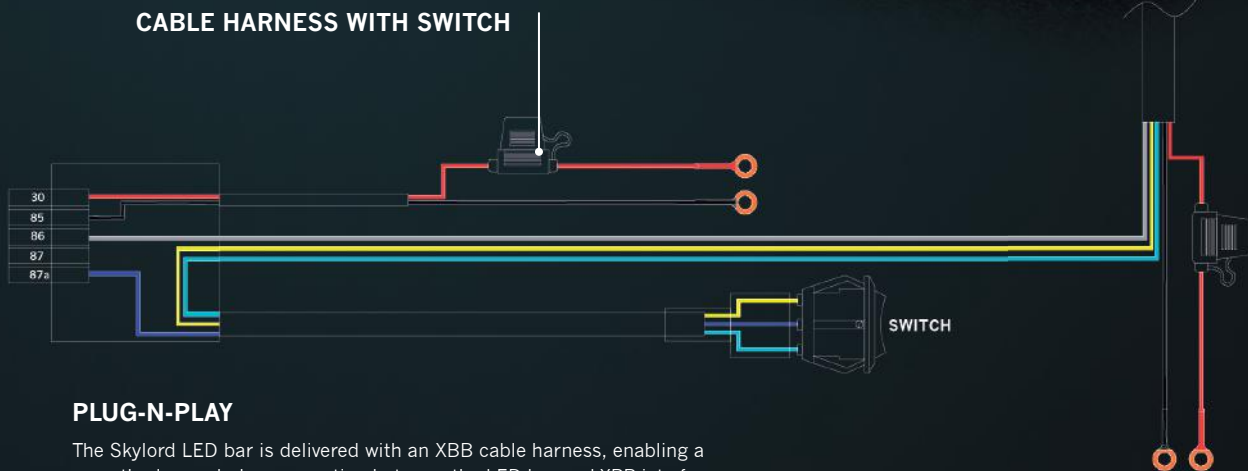 CABLE HARNESS WITH SWITCH
30
85
86
87
87a
SWITCH
PLUG-N-PLAY
The Skylord LED bar is delivered with an XBB cable harness, enabling a